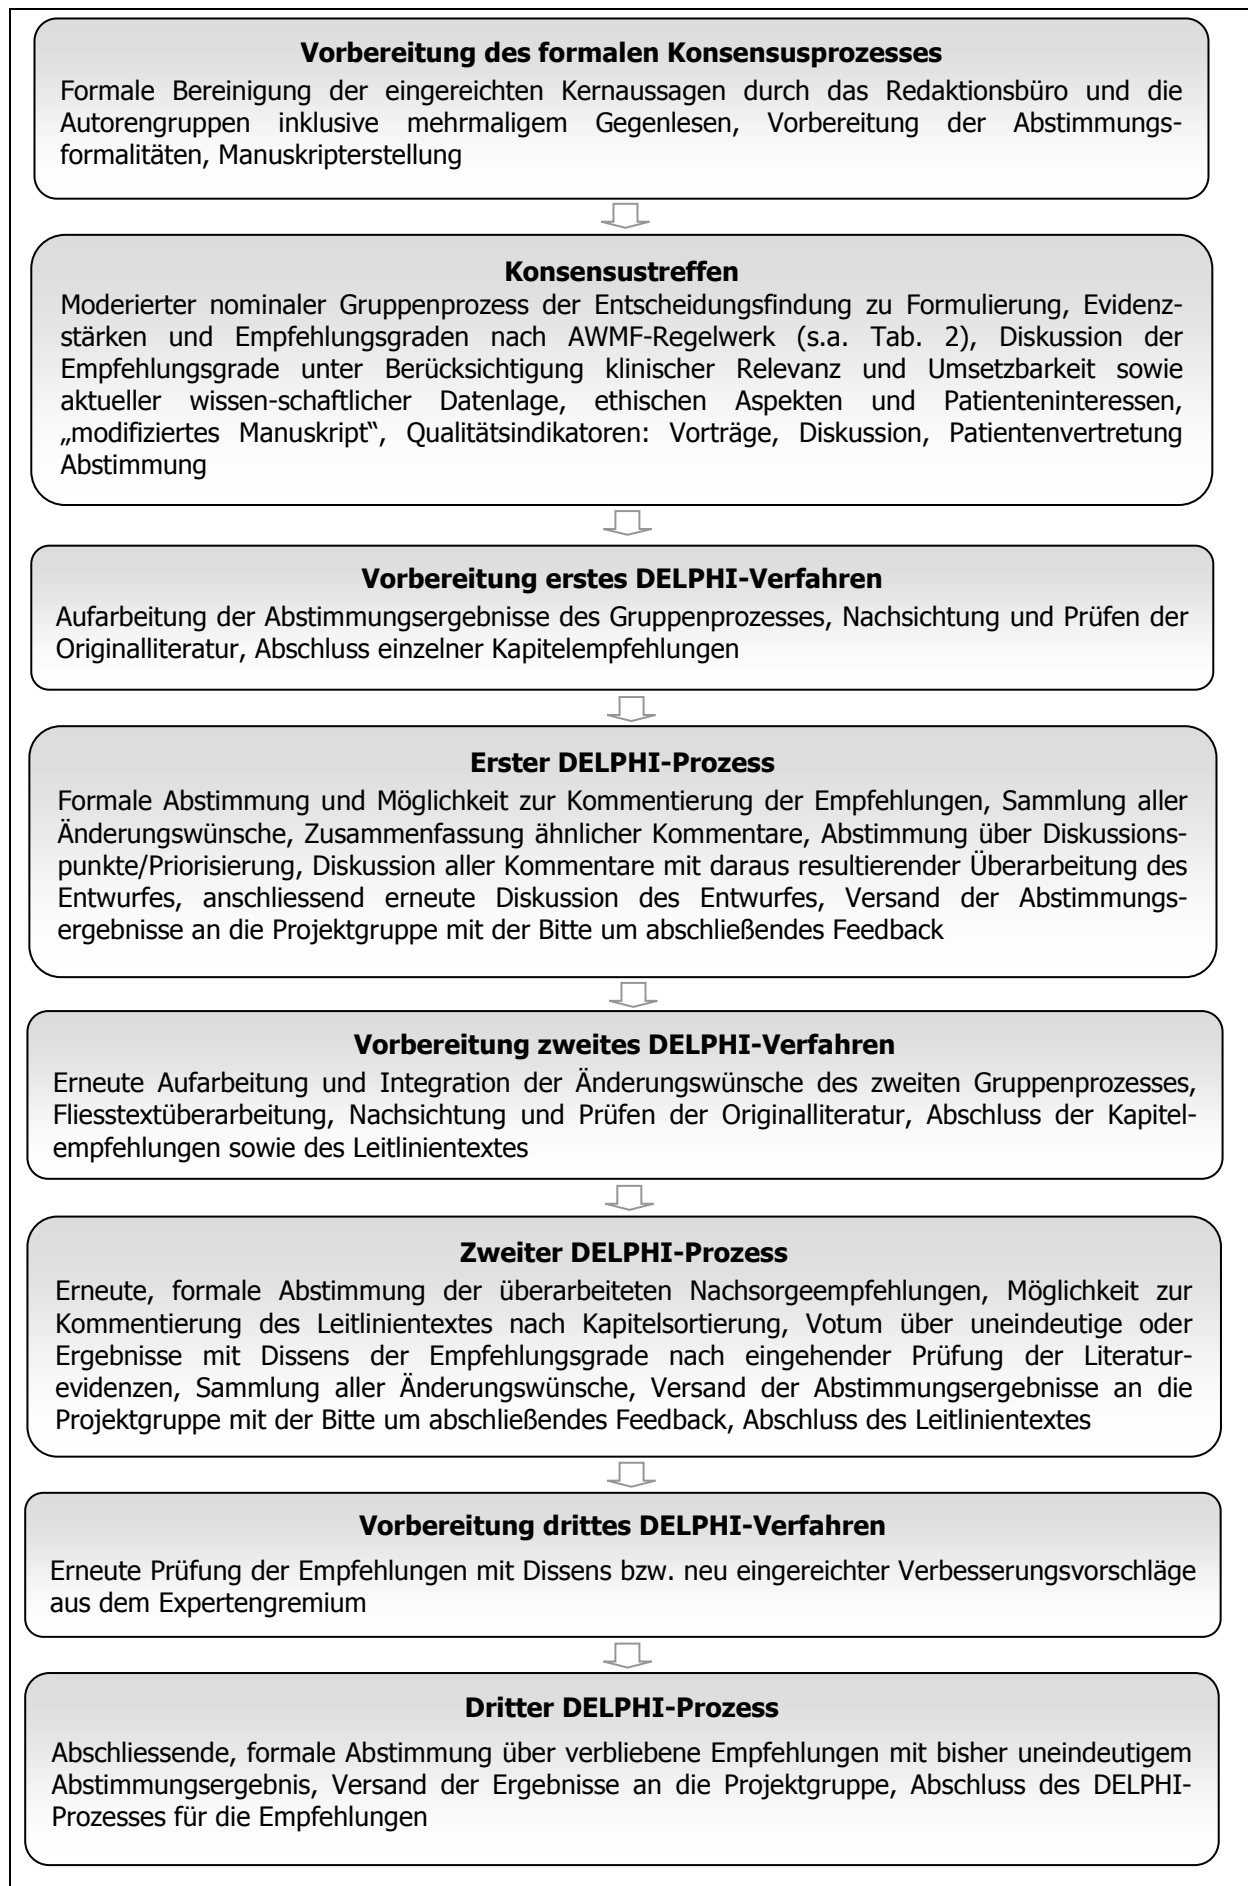 Vorbereitung des formalen Konsensusprozesses
Formale Bereinigung der eingereichten Kernaussagen durch das Redaktionsbüro und die
Autorengruppen inklusive mehrmaligem Gegenlesen, Vorbereitung der Abstimmungs-
formalitäten, Manuskripterstellung
Konsensustreffen
Moderierter nominaler Gruppenprozess der Entscheidungsfindung zu Formulierung, Evidenz-
stärken und Empfehlungsgraden nach AWMF-Regelwerk (s.a. Tab. 2), Diskussion der
Empfehlungsgrade unter Berücksichtigung klinischer Relevanz und Umsetzbarkeit sowie
aktueller wissen-schaftlicher Datenlage, ethischen Aspekten und Patienteninteressen,
„modifiziertes Manuskript“, Qualitätsindikatoren: Vorträge, Diskussion, Patientenvertretung
Abstimmung
Vorbereitung erstes DELPHI-Verfahren
Aufarbeitung der Abstimmungsergebnisse des Gruppenprozesses, Nachsichtung und Prüfen der
Originalliteratur, Abschluss einzelner Kapitelempfehlungen
Erster DELPHI-Prozess
Formale Abstimmung und Möglichkeit zur Kommentierung der Empfehlungen, Sammlung aller
Änderungswünsche, Zusammenfassung ähnlicher Kommentare, Abstimmung über Diskussions-
punkte/Priorisierung, Diskussion aller Kommentare mit daraus resultierender Überarbeitung des
Entwurfes, anschliessend erneute Diskussion des Entwurfes, Versand der Abstimmungs-
ergebnisse an die Projektgruppe mit der Bitte um abschließendes Feedback
Vorbereitung zweites DELPHI-Verfahren
Erneute Aufarbeitung und Integration der Änderungswünsche des zweiten Gruppenprozesses,
Fliesstextüberarbeitung, Nachsichtung und Prüfen der Originalliteratur, Abschluss der Kapitel-
empfehlungen sowie des Leitlinientextes
Zweiter DELPHI-Prozess
Erneute, formale Abstimmung der überarbeiteten Nachsorgeempfehlungen, Möglichkeit zur
Kommentierung des Leitlinientextes nach Kapitelsortierung, Votum über uneindeutige oder
Ergebnisse mit Dissens der Empfehlungsgrade nach eingehender Prüfung der Literatur-
evidenzen, Sammlung aller Änderungswünsche, Versand der Abstimmungsergebnisse an die
Projektgruppe mit der Bitte um abschließendes Feedback, Abschluss des Leitlinientextes
Vorbereitung drittes DELPHI-Verfahren
Erneute Prüfung der Empfehlungen mit Dissens bzw. neu eingereichter Verbesserungsvorschläge
aus dem Expertengremium
Dritter DELPHI-Prozess
Abschliessende, formale Abstimmung über verbliebene Empfehlungen mit bisher uneindeutigem
Abstimmungsergebnis, Versand der Ergebnisse an die Projektgruppe, Abschluss des DELPHI-
Prozesses für die Empfehlungen